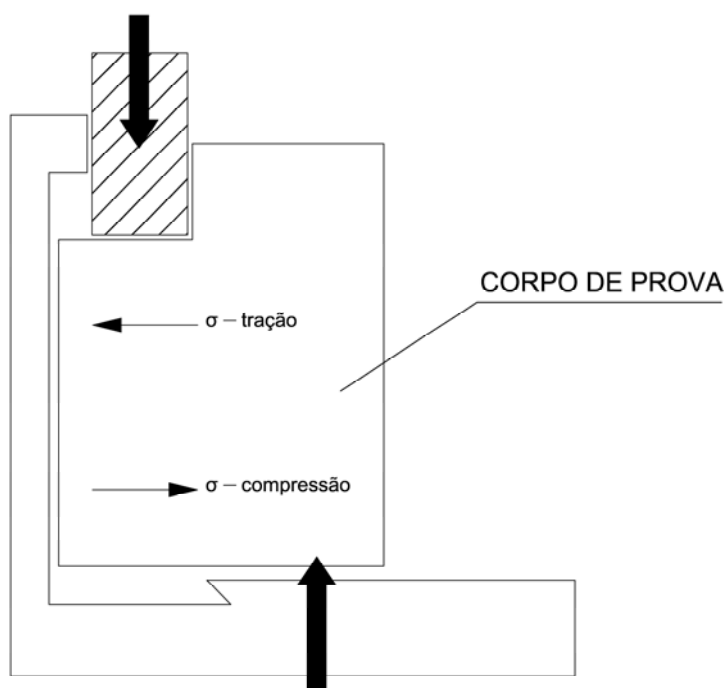 CORPO DE PROVA
σ – tração
σ – compressão